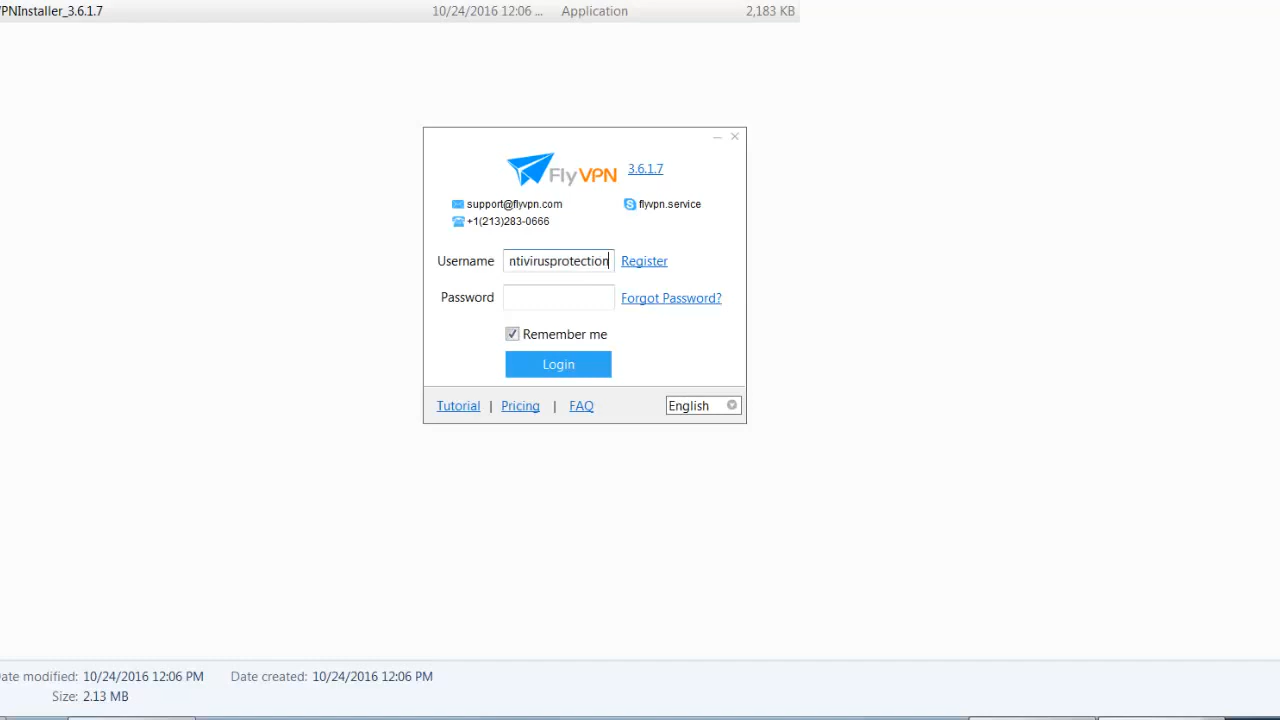 PNInstaller_3.6.1.7 10/24/2016 12:06 ... Application 2,183 KB
FlyVPN 3.6.1.7
support@flyvpn.com flyvpn.service
+1(213)283-0666
Username ntivirusprotection Register
Password Forgot Password?
Remember me
Login
Tutorial | Pricing | FAQ English
ate modified: 10/24/2016 12:06 PM Date created: 10/24/2016 12:06 PM
Size: 2.13 MB